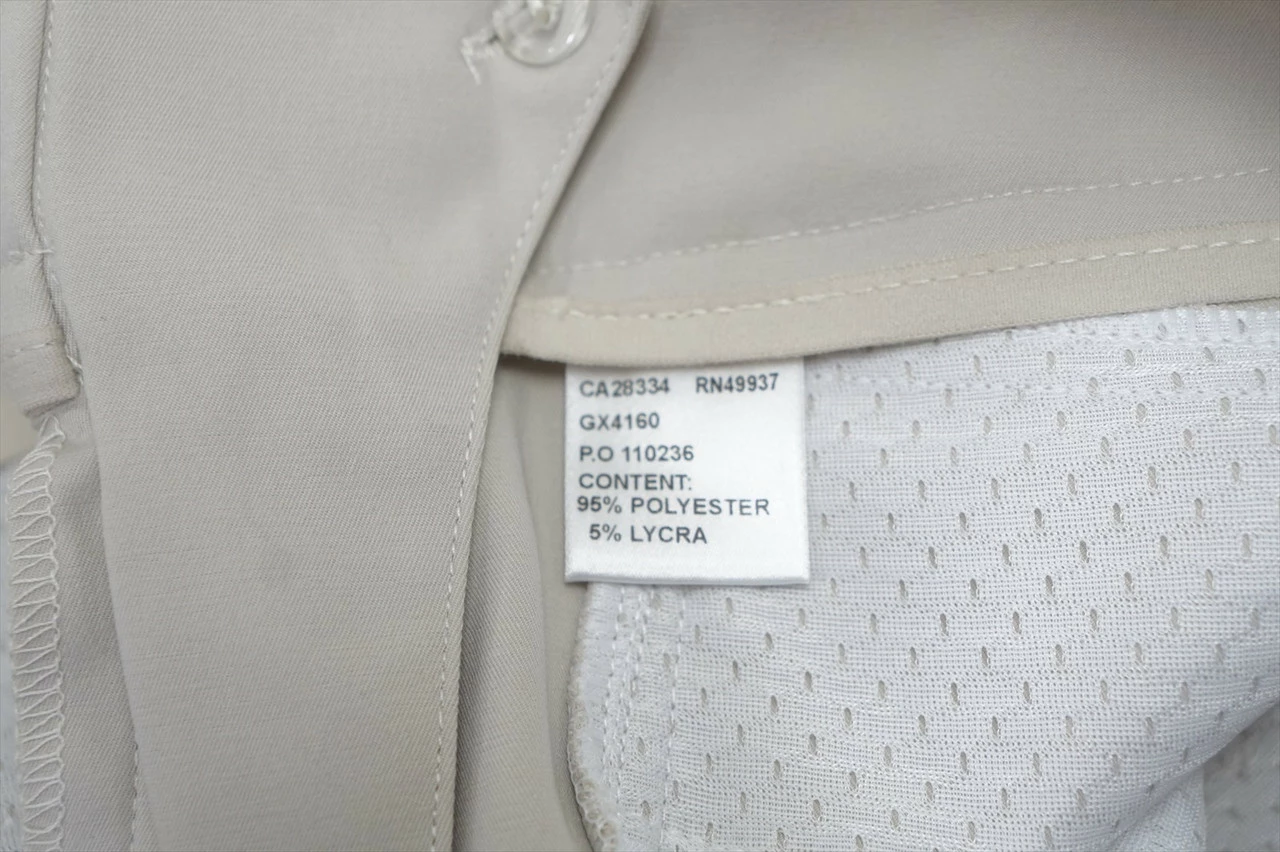 CA28334 RN49937
GX4160
P.O 110236
CONTENT:
95% POLYESTER
5% LYCRA